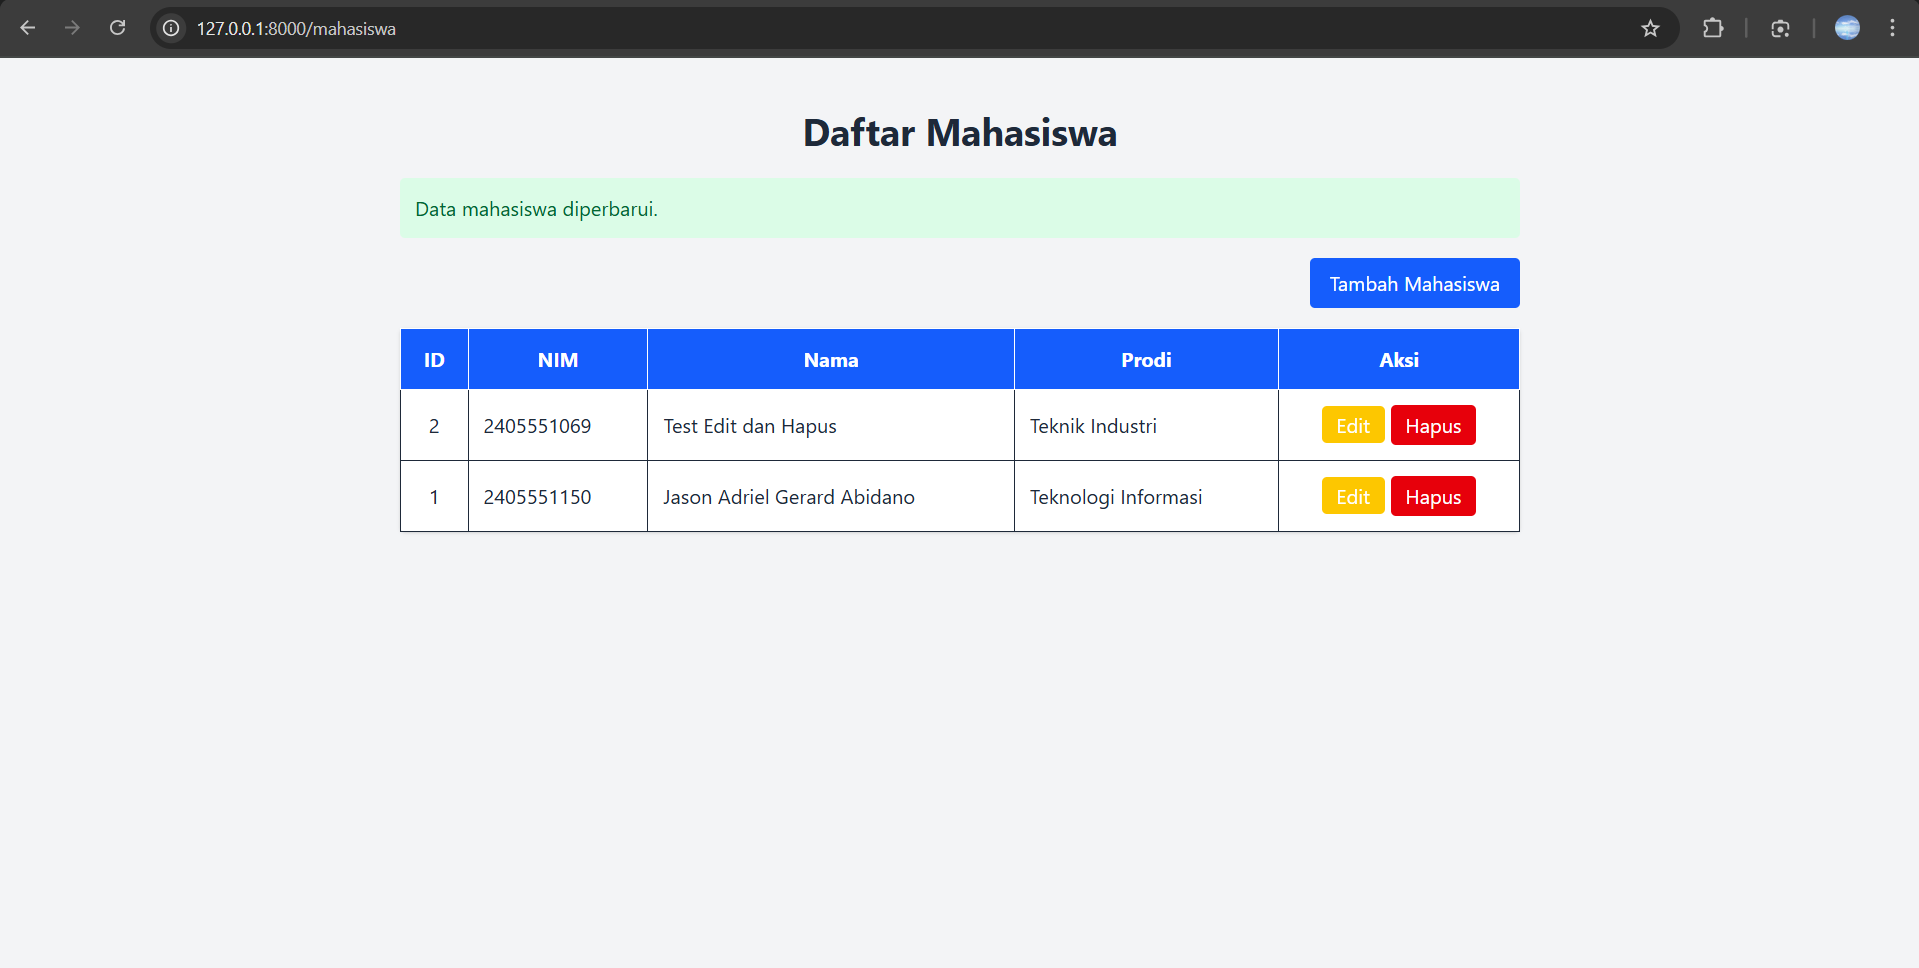 127.0.0.1:8000/mahasiswa
Daftar Mahasiswa
Data mahasiswa diperbarui.
Tambah Mahasiswa
ID NIM Nama Prodi Aksi
2 2405551069 Test Edit dan Hapus Teknik Industri Edit Hapus
1 2405551150 Jason Adriel Gerard Abidano Teknologi Informasi Edit Hapus